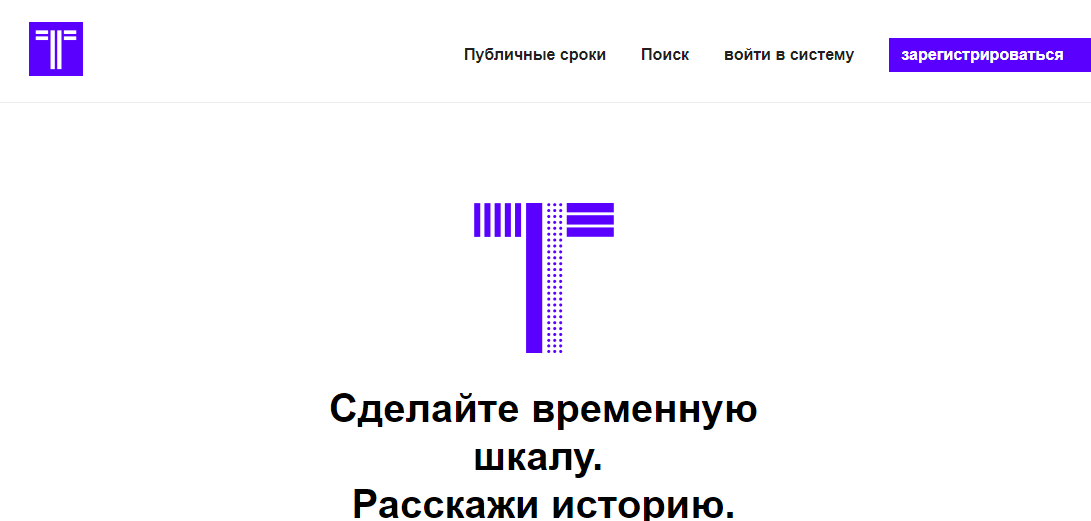 Публичные сроки Поиск войти в систему зарегистрироваться
Сделайте временную
шкалу.
Расскажи историю.